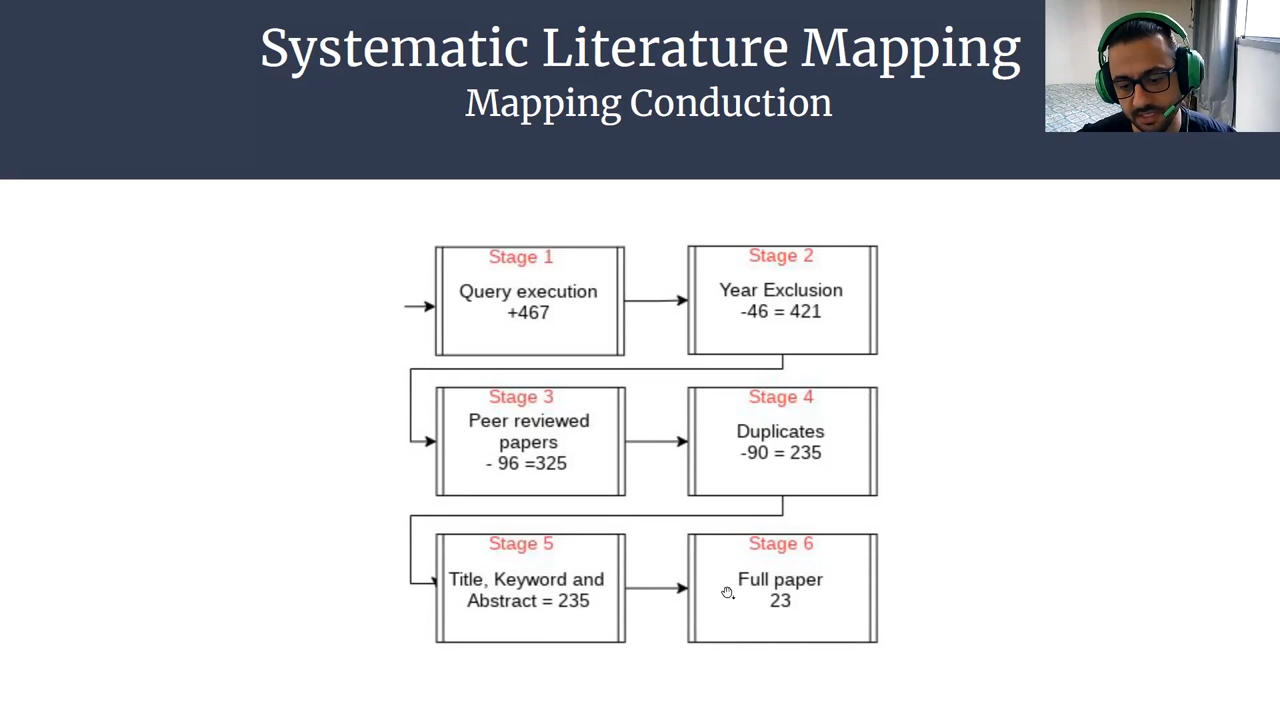 Systematic Literature Mapping
Mapping Conduction
Stage 1
Query execution
+467
Stage 2
Year Exclusion
-46 = 421
Stage 3
Peer reviewed
papers
- 96 =325
Stage 4
Duplicates
-90 = 235
Stage 5
Title, Keyword and
Abstract = 235
Stage 6
Full paper
23